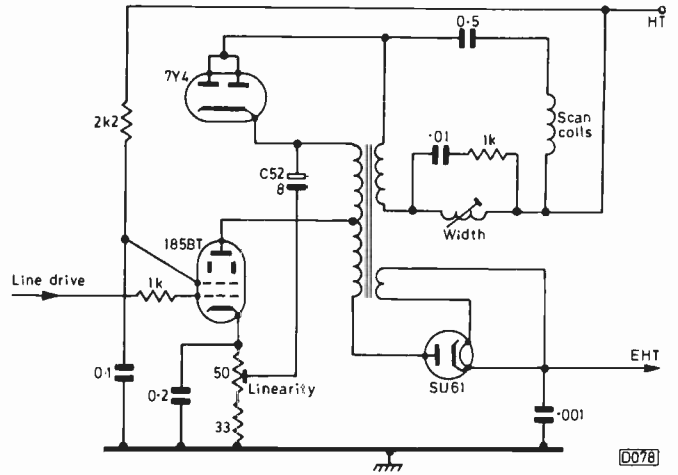 HT
0·5
7Y4
2k2
·01
1k
Scan
coils
C52
8
Width
185BT
Line drive
1k
EHT
SU61
0·1
0·2
50
Linearity
33
·001
D078